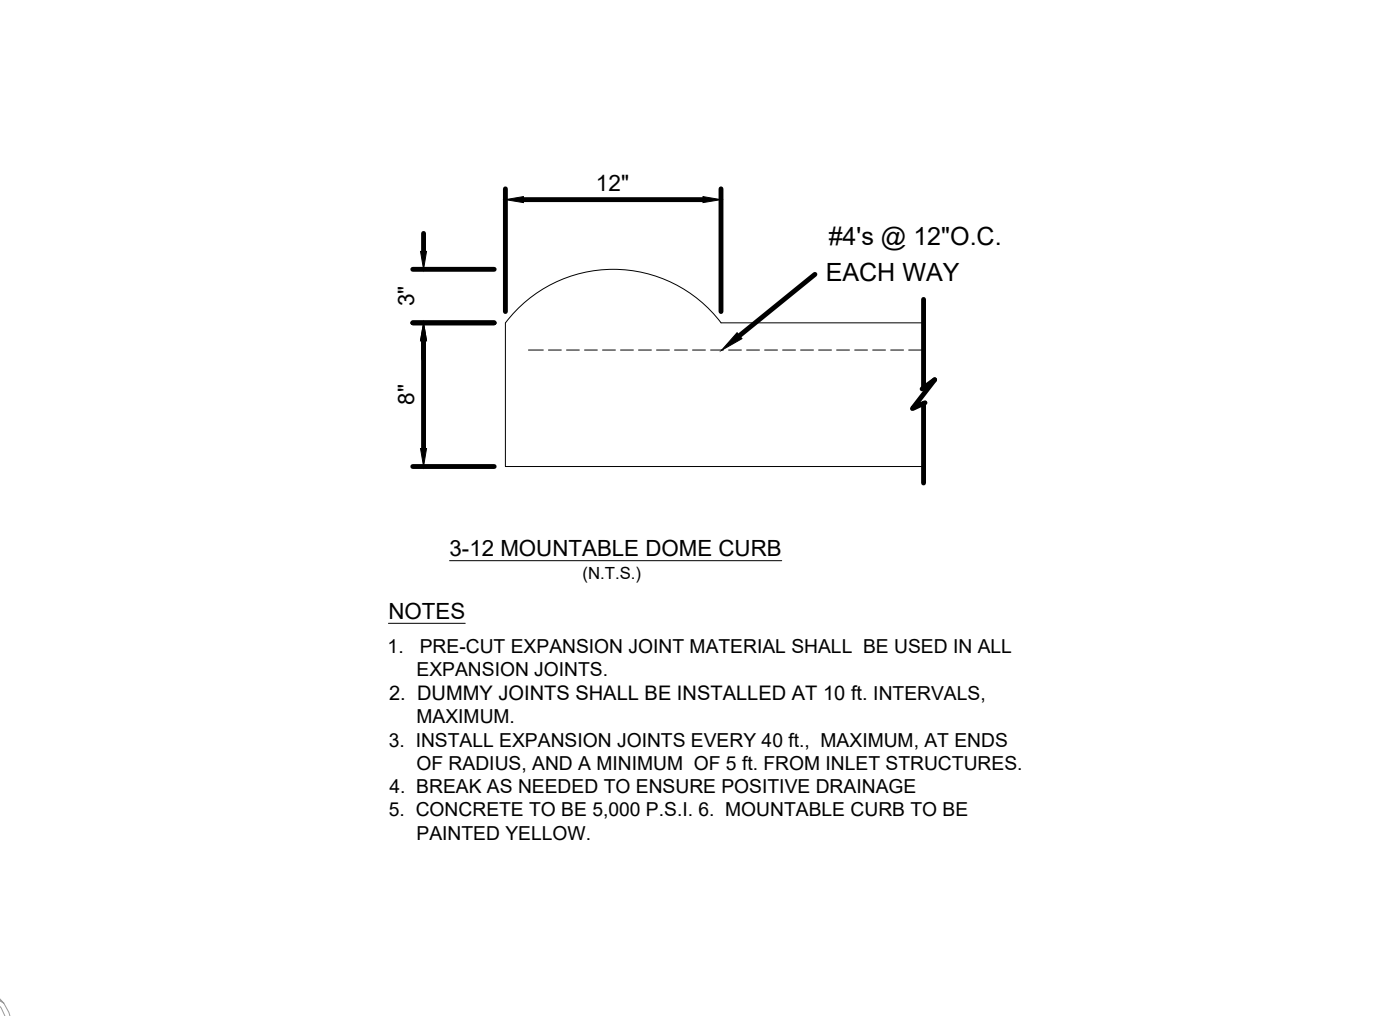 12"
#4's @ 12"O.C.
EACH WAY
3"
8"
3-12 MOUNTABLE DOME CURB
(N.T.S.)
NOTES
1. PRE-CUT EXPANSION JOINT MATERIAL SHALL BE USED IN ALL
EXPANSION JOINTS.
2. DUMMY JOINTS SHALL BE INSTALLED AT 10 ft. INTERVALS,
MAXIMUM.
3. INSTALL EXPANSION JOINTS EVERY 40 ft., MAXIMUM, AT ENDS
OF RADIUS, AND A MINIMUM OF 5 ft. FROM INLET STRUCTURES.
4. BREAK AS NEEDED TO ENSURE POSITIVE DRAINAGE
5. CONCRETE TO BE 5,000 P.S.I. 6. MOUNTABLE CURB TO BE
PAINTED YELLOW.